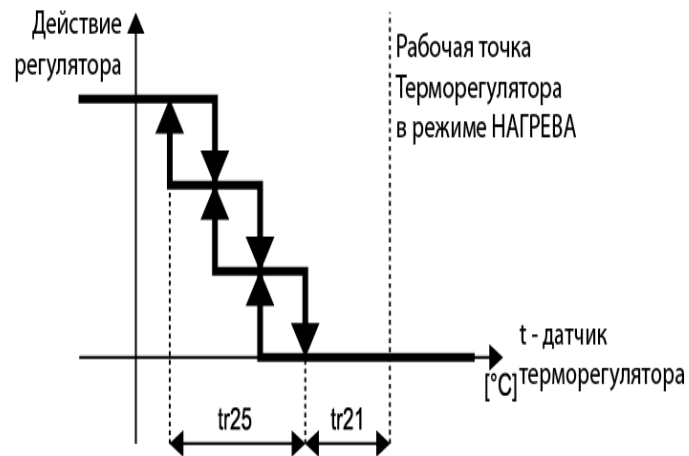 Действие
регулятора
Рабочая точка
Терморегулятора
в режиме НАГРЕВА
t - датчик
[°C] терморегулятора
tr25
tr21